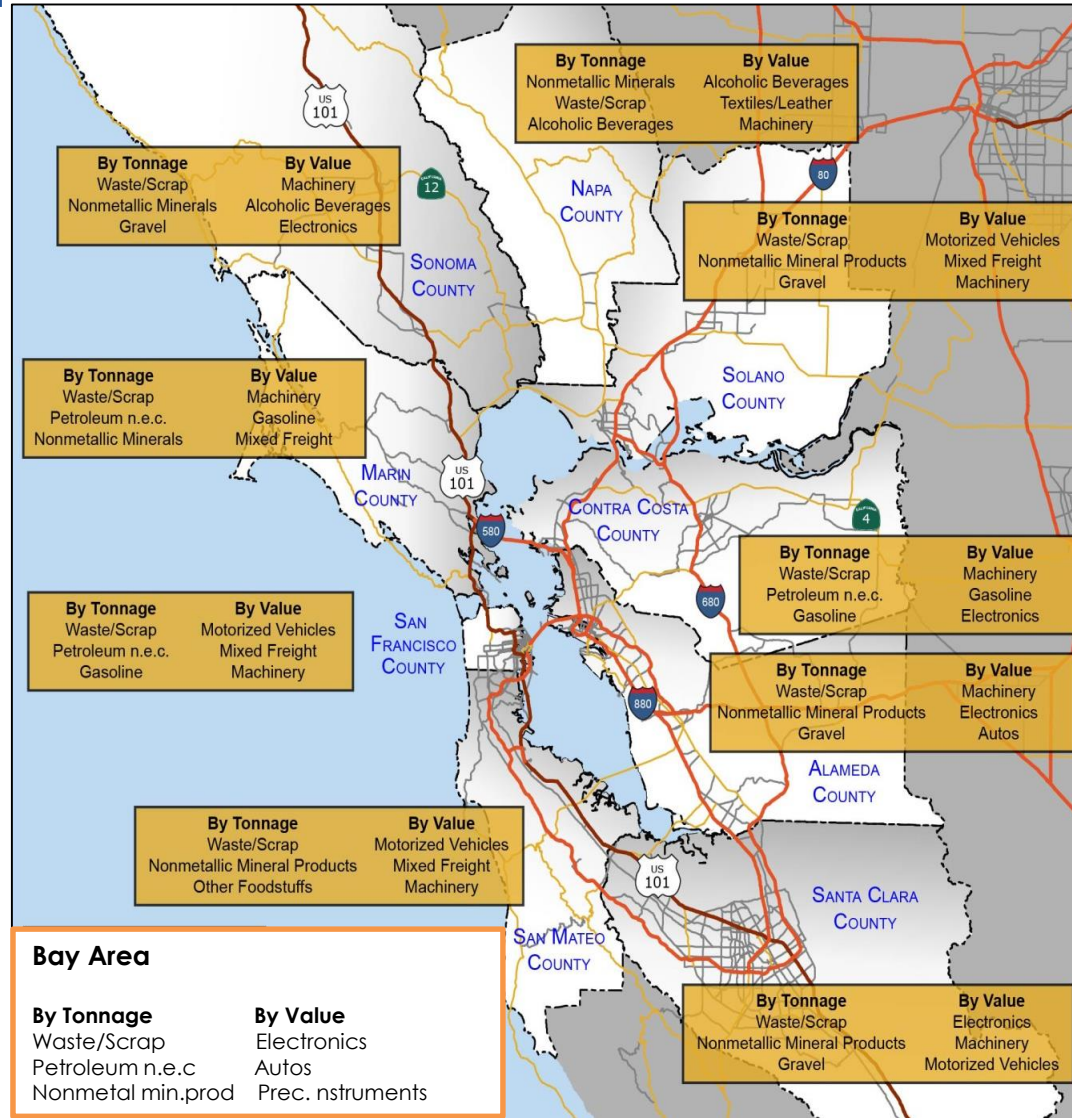 US
101
By Tonnage By Value
Nonmetallic Minerals Alcoholic Beverages
Waste/Scrap Textiles/Leather
Alcoholic Beverages Machinery
By Tonnage By Value
Waste/Scrap Machinery
Nonmetallic Minerals Alcoholic Beverages
Gravel Electronics
CALIFORNIA
12
NAPA
COUNTY
80
By Tonnage By Value
Waste/Scrap Motorized Vehicles
Nonmetallic Mineral Products Mixed Freight
Gravel Machinery
SONOMA
COUNTY
By Tonnage By Value
Waste/Scrap Machinery
Petroleum n.e.c. Gasoline
Nonmetallic Minerals Mixed Freight
SOLANO
COUNTY
MARIN
COUNTY
US
101
CONTRA COSTA
COUNTY
CALIFORNIA
4
580
By Tonnage By Value
Waste/Scrap Machinery
Petroleum n.e.c. Gasoline
Gasoline Electronics
By Tonnage By Value
Waste/Scrap Motorized Vehicles
Petroleum n.e.c. Mixed Freight
Gasoline Machinery
SAN
FRANCISCO
COUNTY
680
880
By Tonnage By Value
Waste/Scrap Machinery
Nonmetallic Mineral Products Electronics
Gravel Autos
ALAMEDA
COUNTY
By Tonnage By Value
Waste/Scrap Motorized Vehicles
Nonmetallic Mineral Products Mixed Freight
Other Foodstuffs Machinery
US
101
SANTA CLARA
COUNTY
SAN MATEO
COUNTY
Bay Area
By Tonnage By Value
Waste/Scrap Electronics
Petroleum n.e.c Autos
Nonmetal min.prod Prec. nstruments
By Tonnage By Value
Waste/Scrap Electronics
Nonmetallic Mineral Products Machinery
Gravel Motorized Vehicles